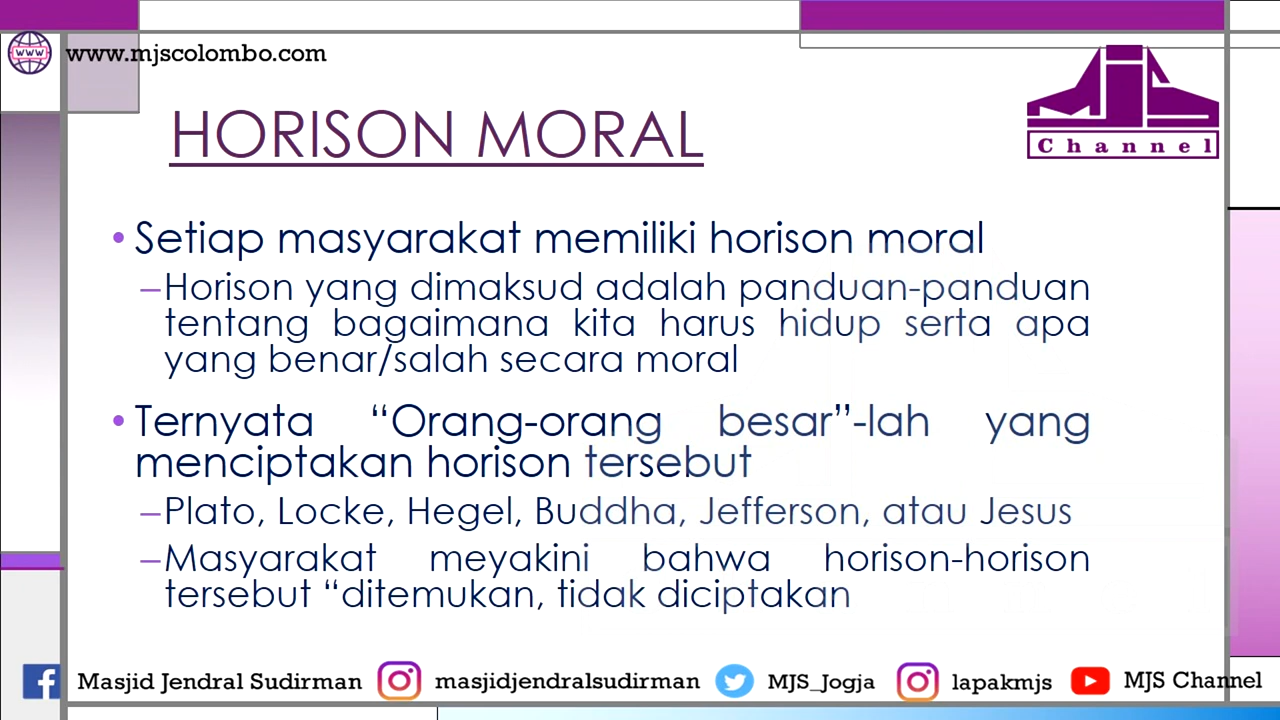 www.mjscolombo.com
HORISON MORAL
Channel
• Setiap masyarakat memiliki horison moral
–Horison yang dimaksud adalah panduan-panduan
tentang bagaimana kita harus hidup serta apa
yang benar/salah secara moral
• Ternyata “Orang-orang besar”-lah yang
menciptakan horison tersebut
–Plato, Locke, Hegel, Buddha, Jefferson, atau Jesus
–Masyarakat meyakini bahwa horison-horison
tersebut “ditemukan, tidak diciptakan
Masjid Jendral Sudirman masjidjendralsudirman MJS_Jogja lapakmjs MJS Channel